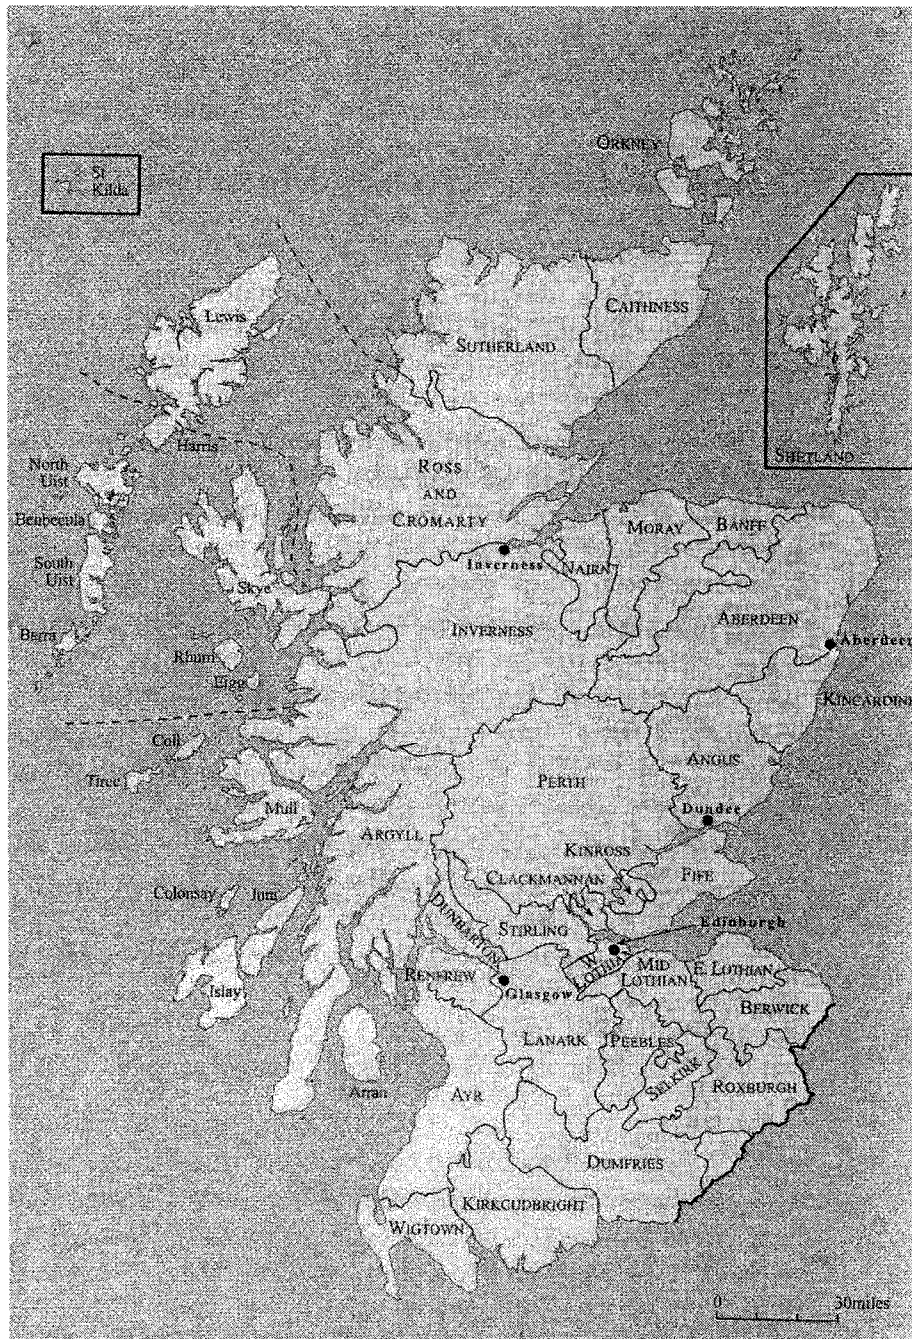 ORKNEY
St
Kilda
CAITHNESS
Lewis
SUTHERLAND
SHETLAND
Harris
North
Uist
ROSS
AND
CROMARTY
Benbecula
MORAY
BANFF
South
Uist
Inverness
NAIRN
Skye
ABERDEEN
INVERNESS
Barra
Aberdeen
Rhum
Eigg
KINCARDINE
Coll
ANGUS
Tiree
PERTH
Mull
Dundee
ARGYLL
KINROSS
CLACKMANNAN
FIFE
Colonsay
Jura
DUNBARTON
STIRLING
Edinburgh
W.
LOTHIAN
MID
LOTHIAN
E. LOTHIAN
RENFREW
Glasgow
Islay
BERWICK
LANARK
PEEBLES
SELKIRK
ROXBURGH
Arran
AYR
DUMFRIES
KIRKCUDBRIGHT
WIGTOWN
0
30miles